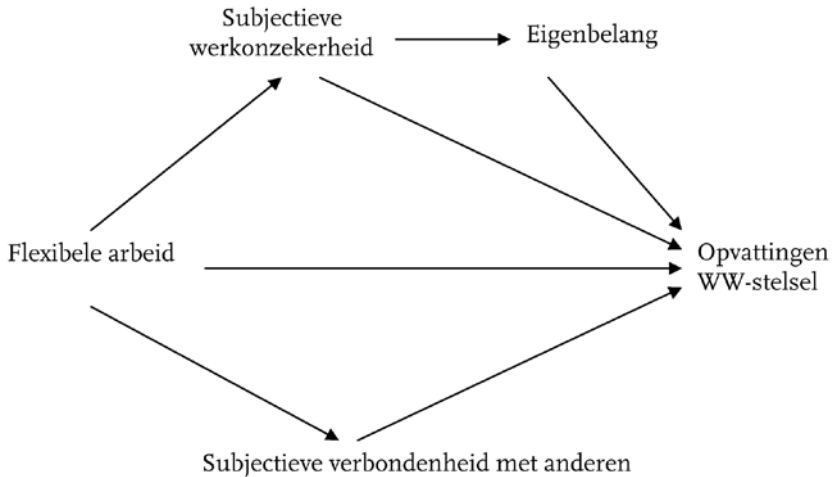 Subjectieve
werkonzekerheid
Eigenbelang
Flexibele arbeid
Opvattingen
WW-stelsel
Subjectieve verbondenheid met anderen